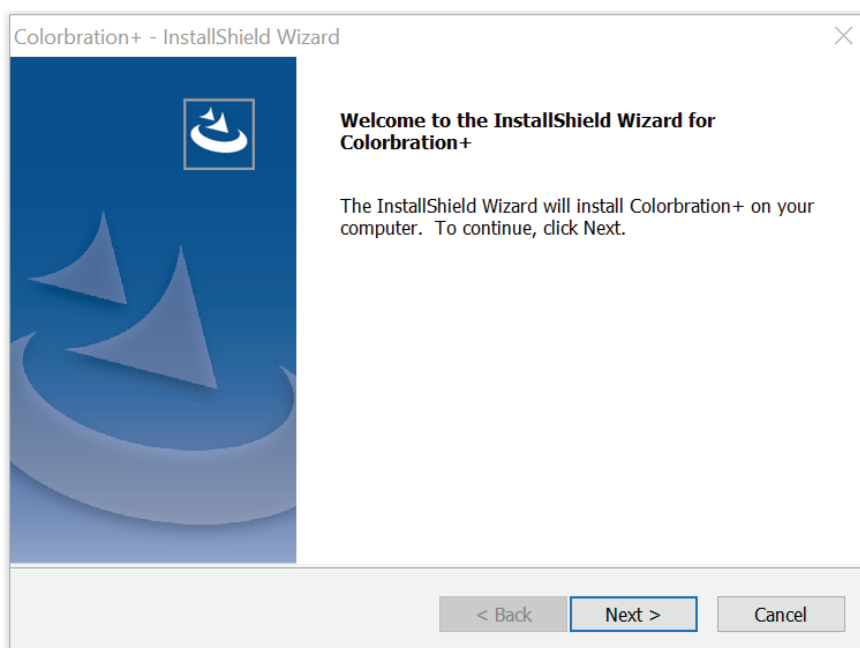 Colorbration+ - InstallShield Wizard
Welcome to the InstallShield Wizard for
Colorbration+
The InstallShield Wizard will install Colorbration+ on your
computer.  To continue, click Next.
< Back
Next >
Cancel